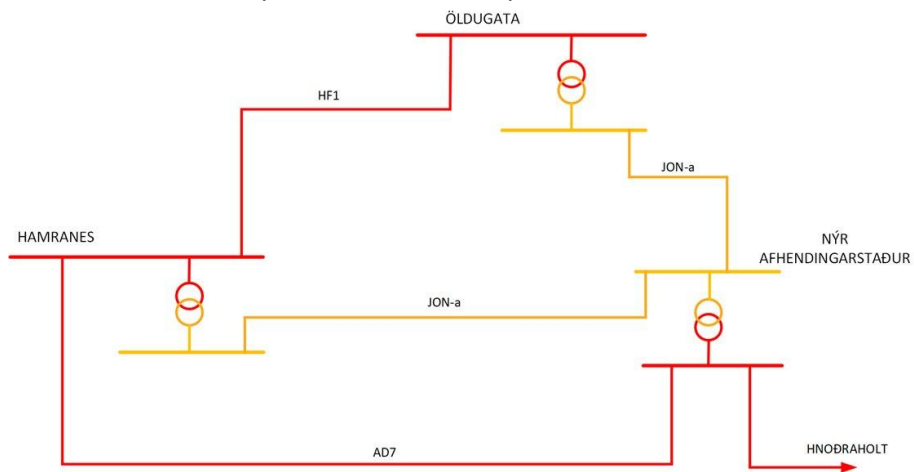 ÖLDUGATA
HF1
JON-a
HAMRANES
NÝR
AFHENDINGARSTAÐUR
JON-a
AD7
HNOÐRAHOLT